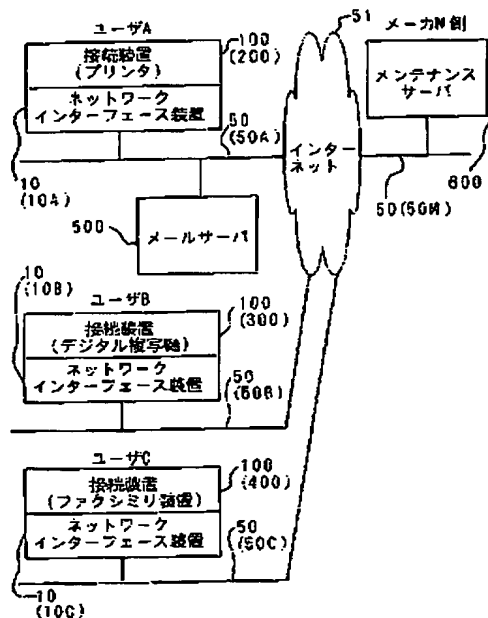 ユーザA
接続装置
(プリンタ)
ネットワーク
インターフェース装置
100
(200)
50
(50A)
10
(10A)
500
メールサーバ
51
インター
ネット
メーカM側
メンテナンス
サーバ
600
50(50M)
ユーザB
10
(10B)
接続装置
(デジタル複写機)
ネットワーク
インターフェース装置
100
(300)
50
(50B)
ユーザC
接続装置
(ファクシミリ装置)
ネットワーク
インターフェース装置
100
(400)
50
(50C)
10
(10C)